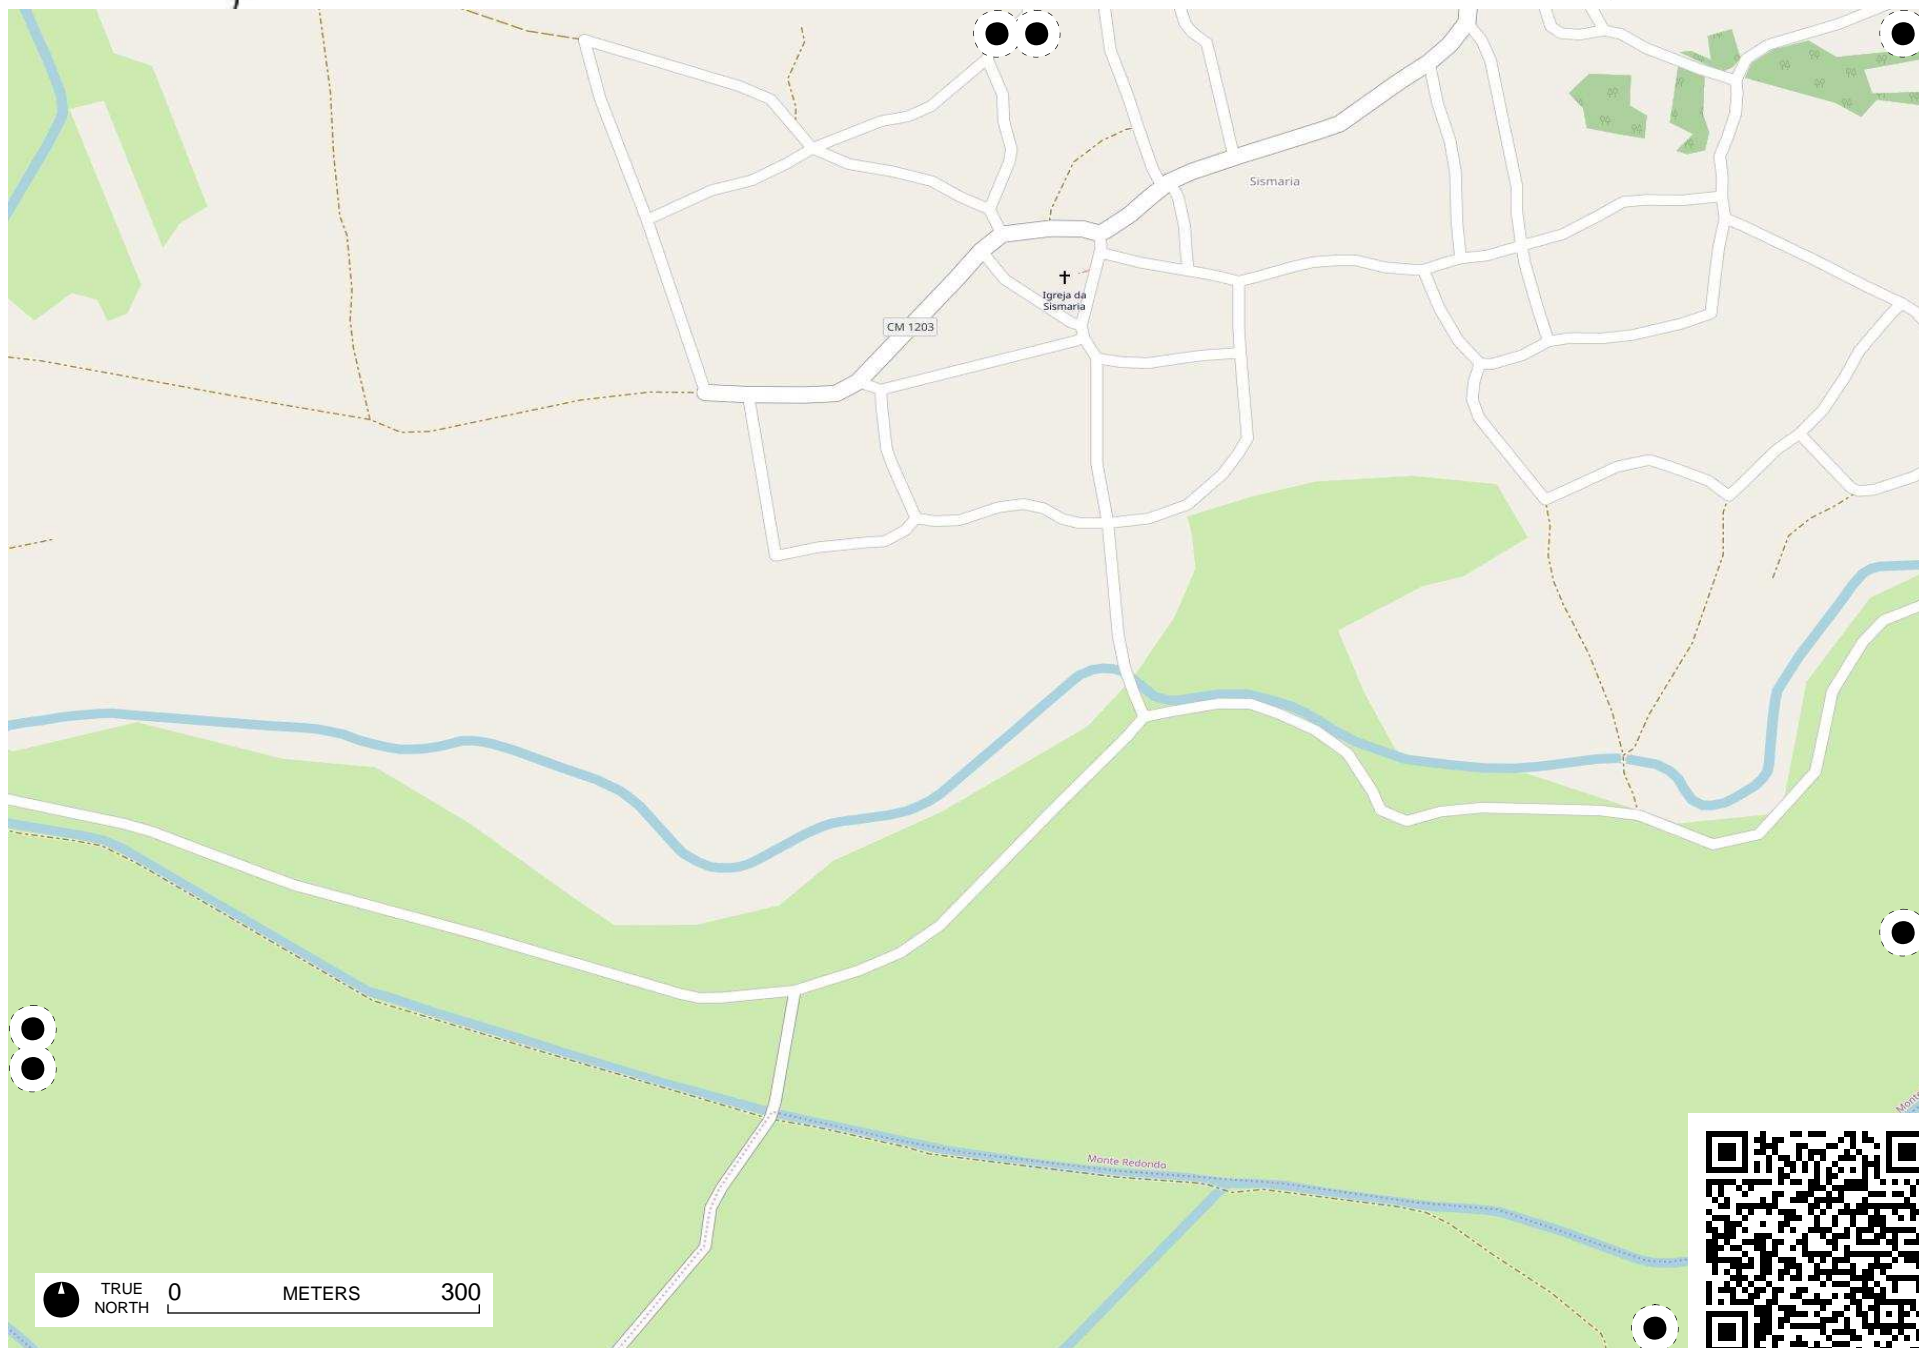 Sismaria
Igreja da
Sismaria
CM 1203
Monte Redondo
TRUE
NORTH
0
METERS
300